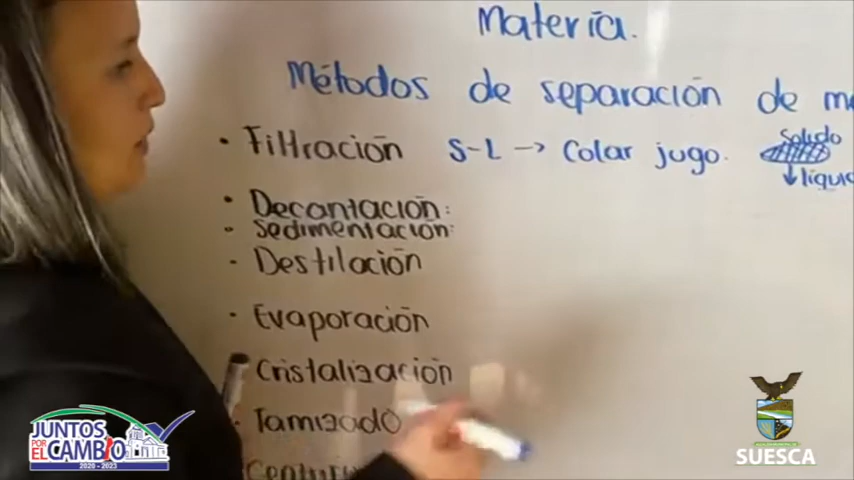 Materia.
Métodos de separación de
• Filtración S-L → Colar jugo. Solido
• Decantación:
• Sedimentación:
• Destilación
• Evaporación
• Cristalización
• Tamizado
JUNTOS
POR EL CAMBIO
2020 - 2023
SUESCA